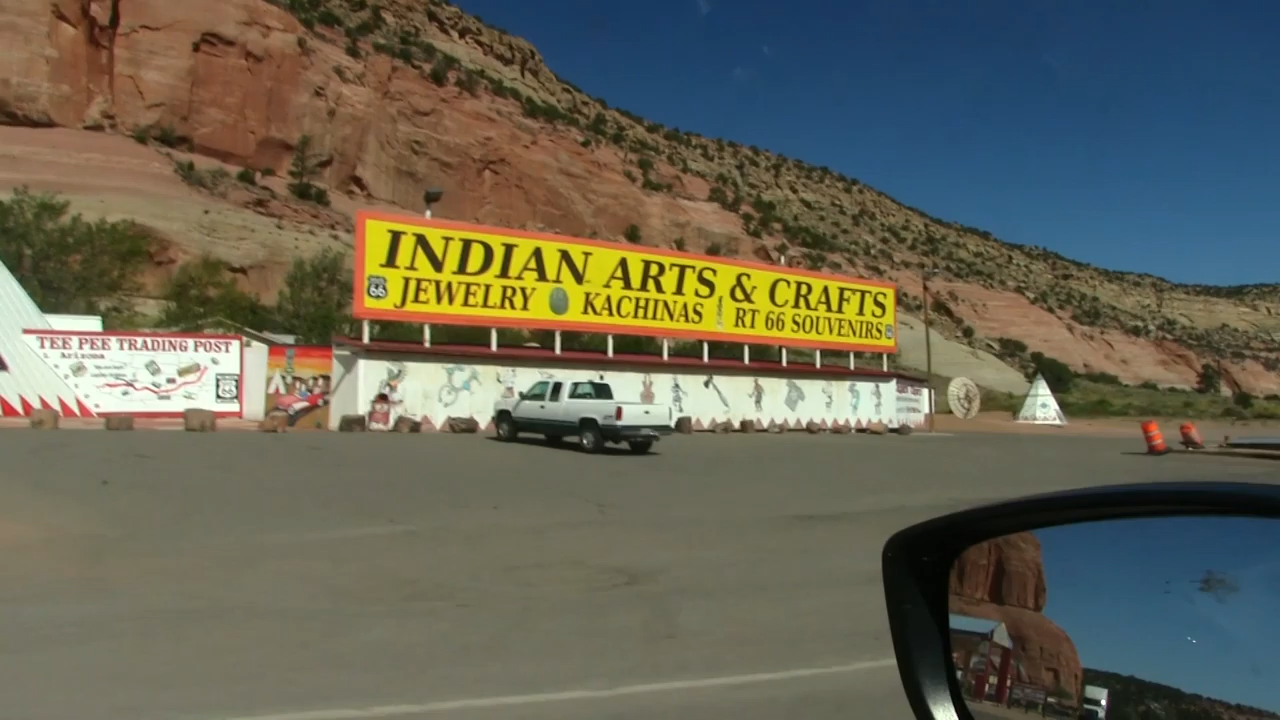 INDIAN ARTS & CRAFTS
66 JEWELRY KACHINAS RT 66 SOUVENIRS
TEE PEE TRADING POST
Arizona
66